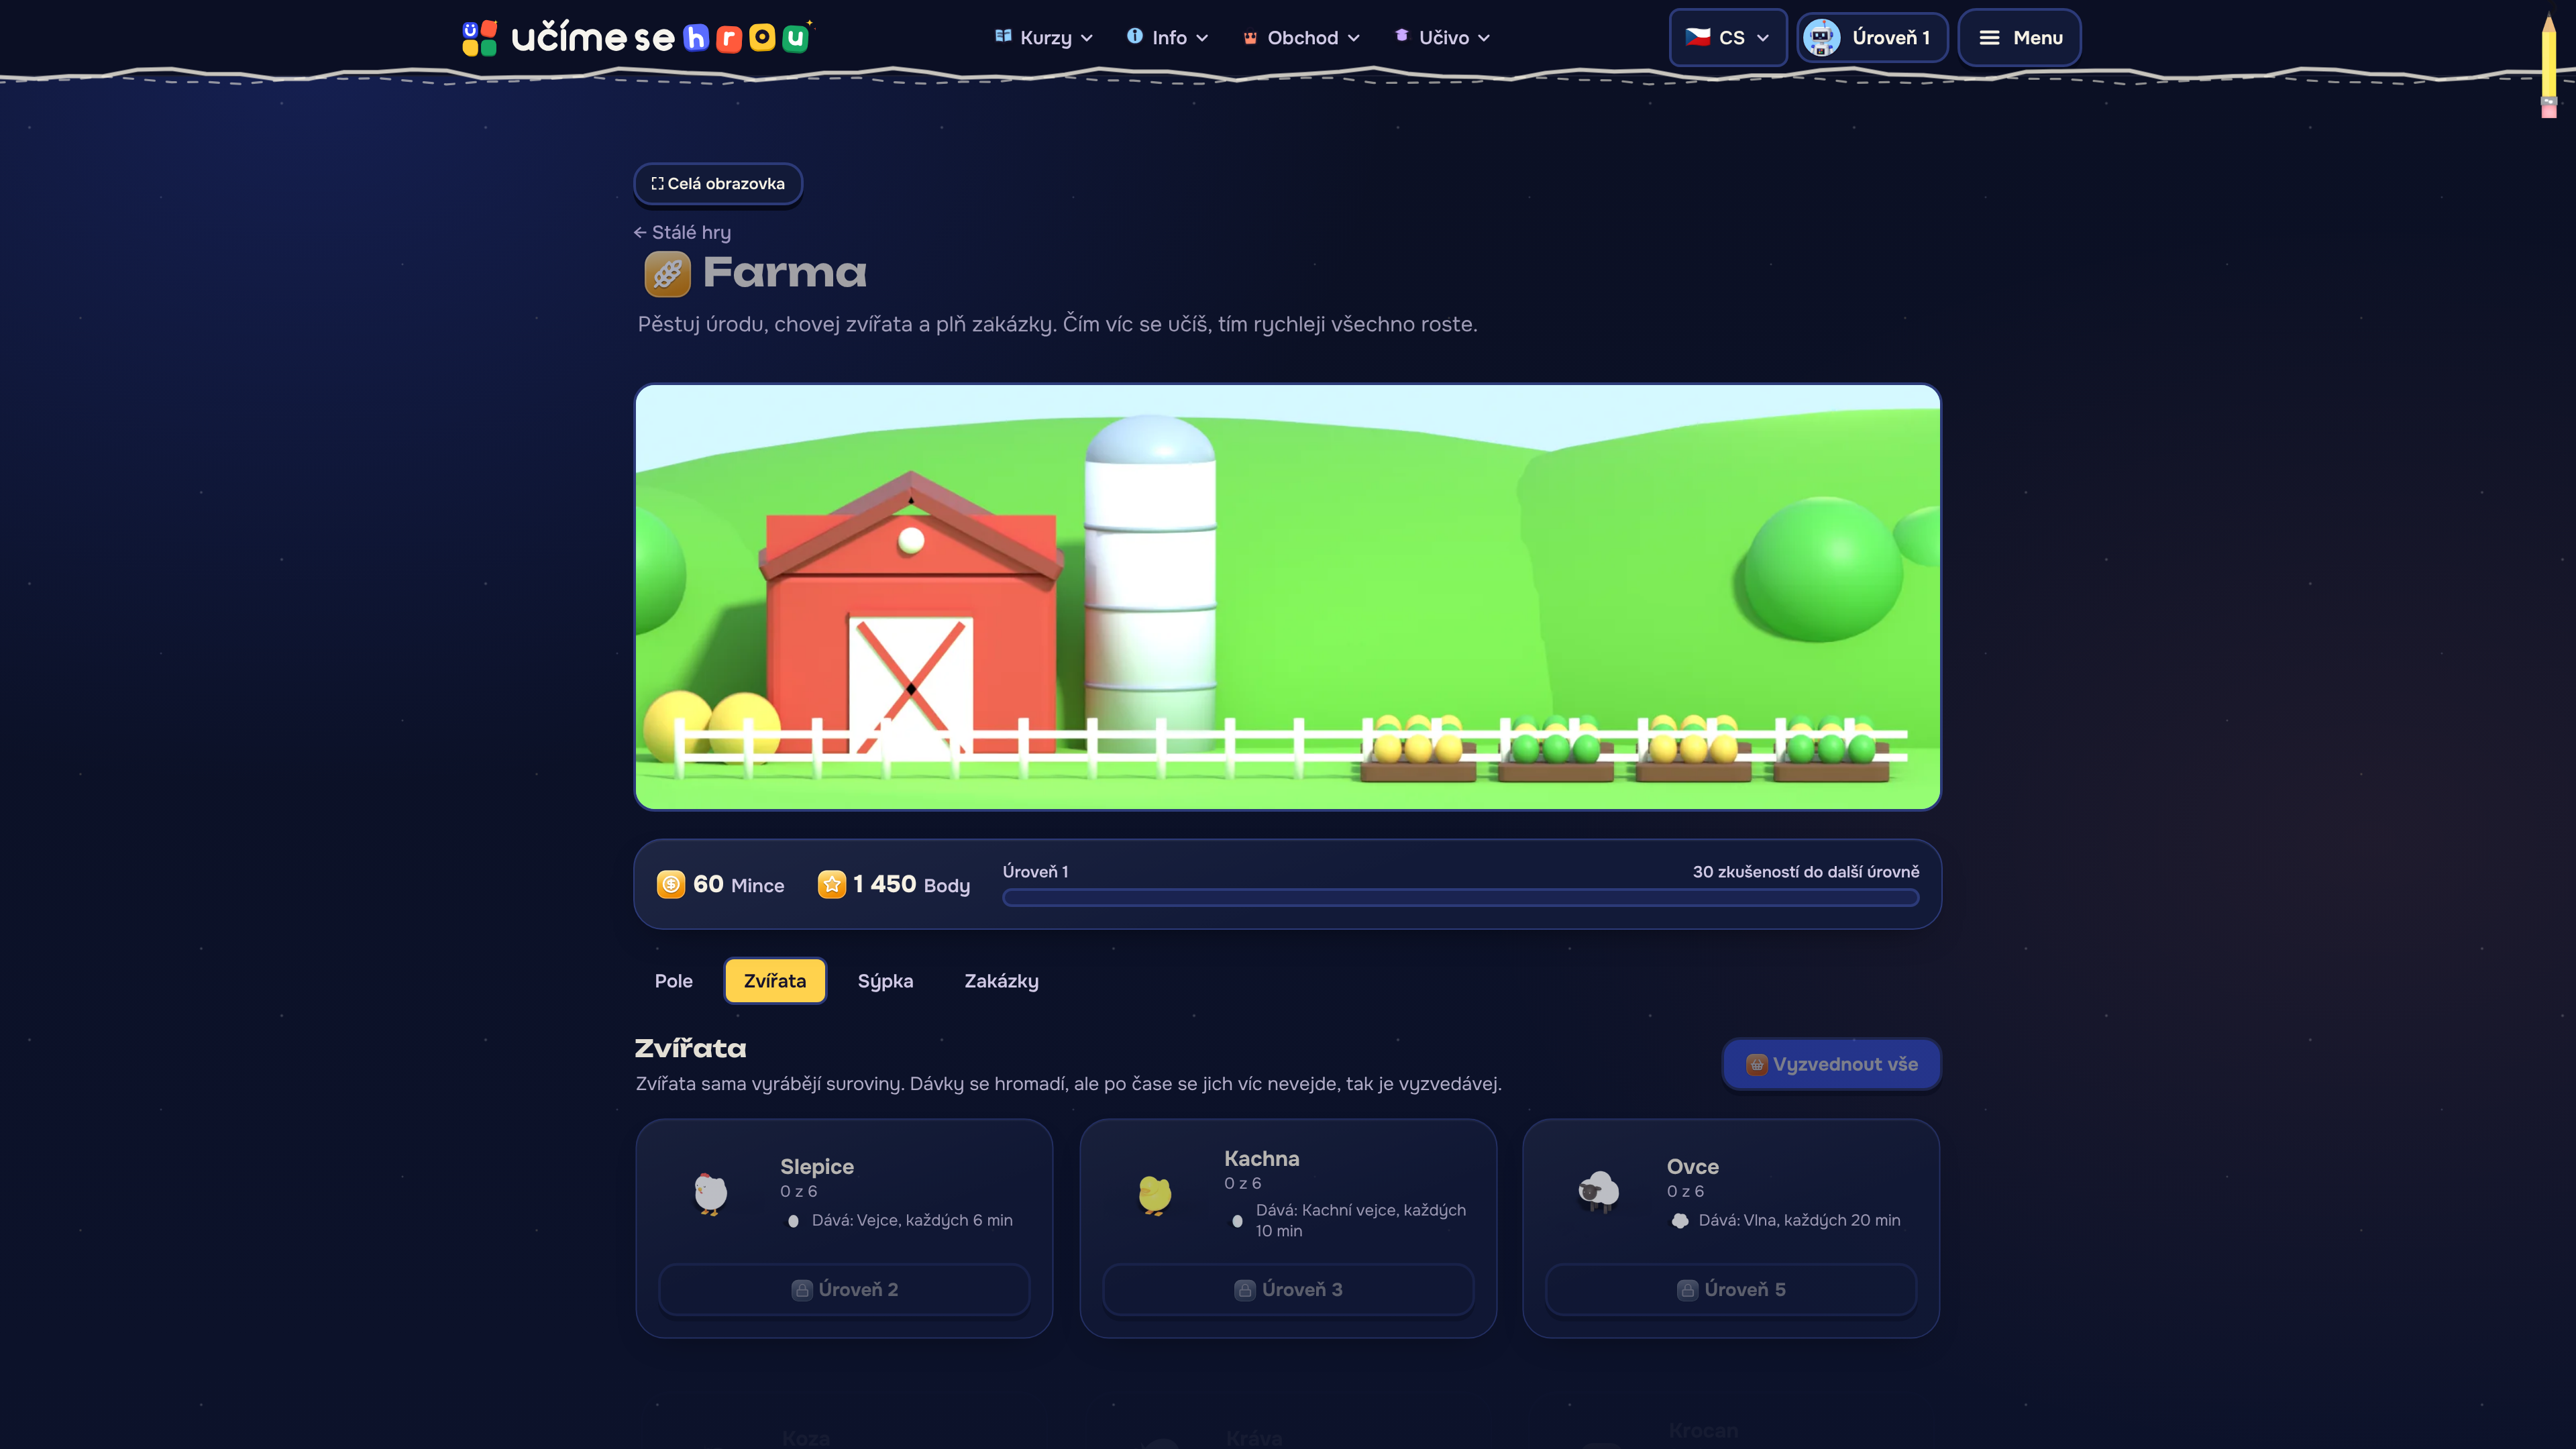 učíme se hrou
Kurzy
Info
Obchod
Učivo
CS
Úroveň 1
Menu
Celá obrazovka
← Stálé hry
Farma
Pěstuj úrodu, chovej zvířata a plň zakázky. Čím víc se učíš, tím rychleji všechno roste.
60 Mince
1 450 Body
Úroveň 1
30 zkušeností do další úrovně
Pole
Zvířata
Sýpka
Zakázky
Zvířata
Zvířata sama vyrábějí suroviny. Dávky se hromadí, ale po čase se jich víc nevejde, tak je vyzvedávej.
Vyzvednout vše
Slepice
0 z 6
Dává: Vejce, každých 6 min
Úroveň 2
Kachna
0 z 6
Dává: Kachní vejce, každých
10 min
Úroveň 3
Ovce
0 z 6
Dává: Vlna, každých 20 min
Úroveň 5
Koza
Kráva
Krocan